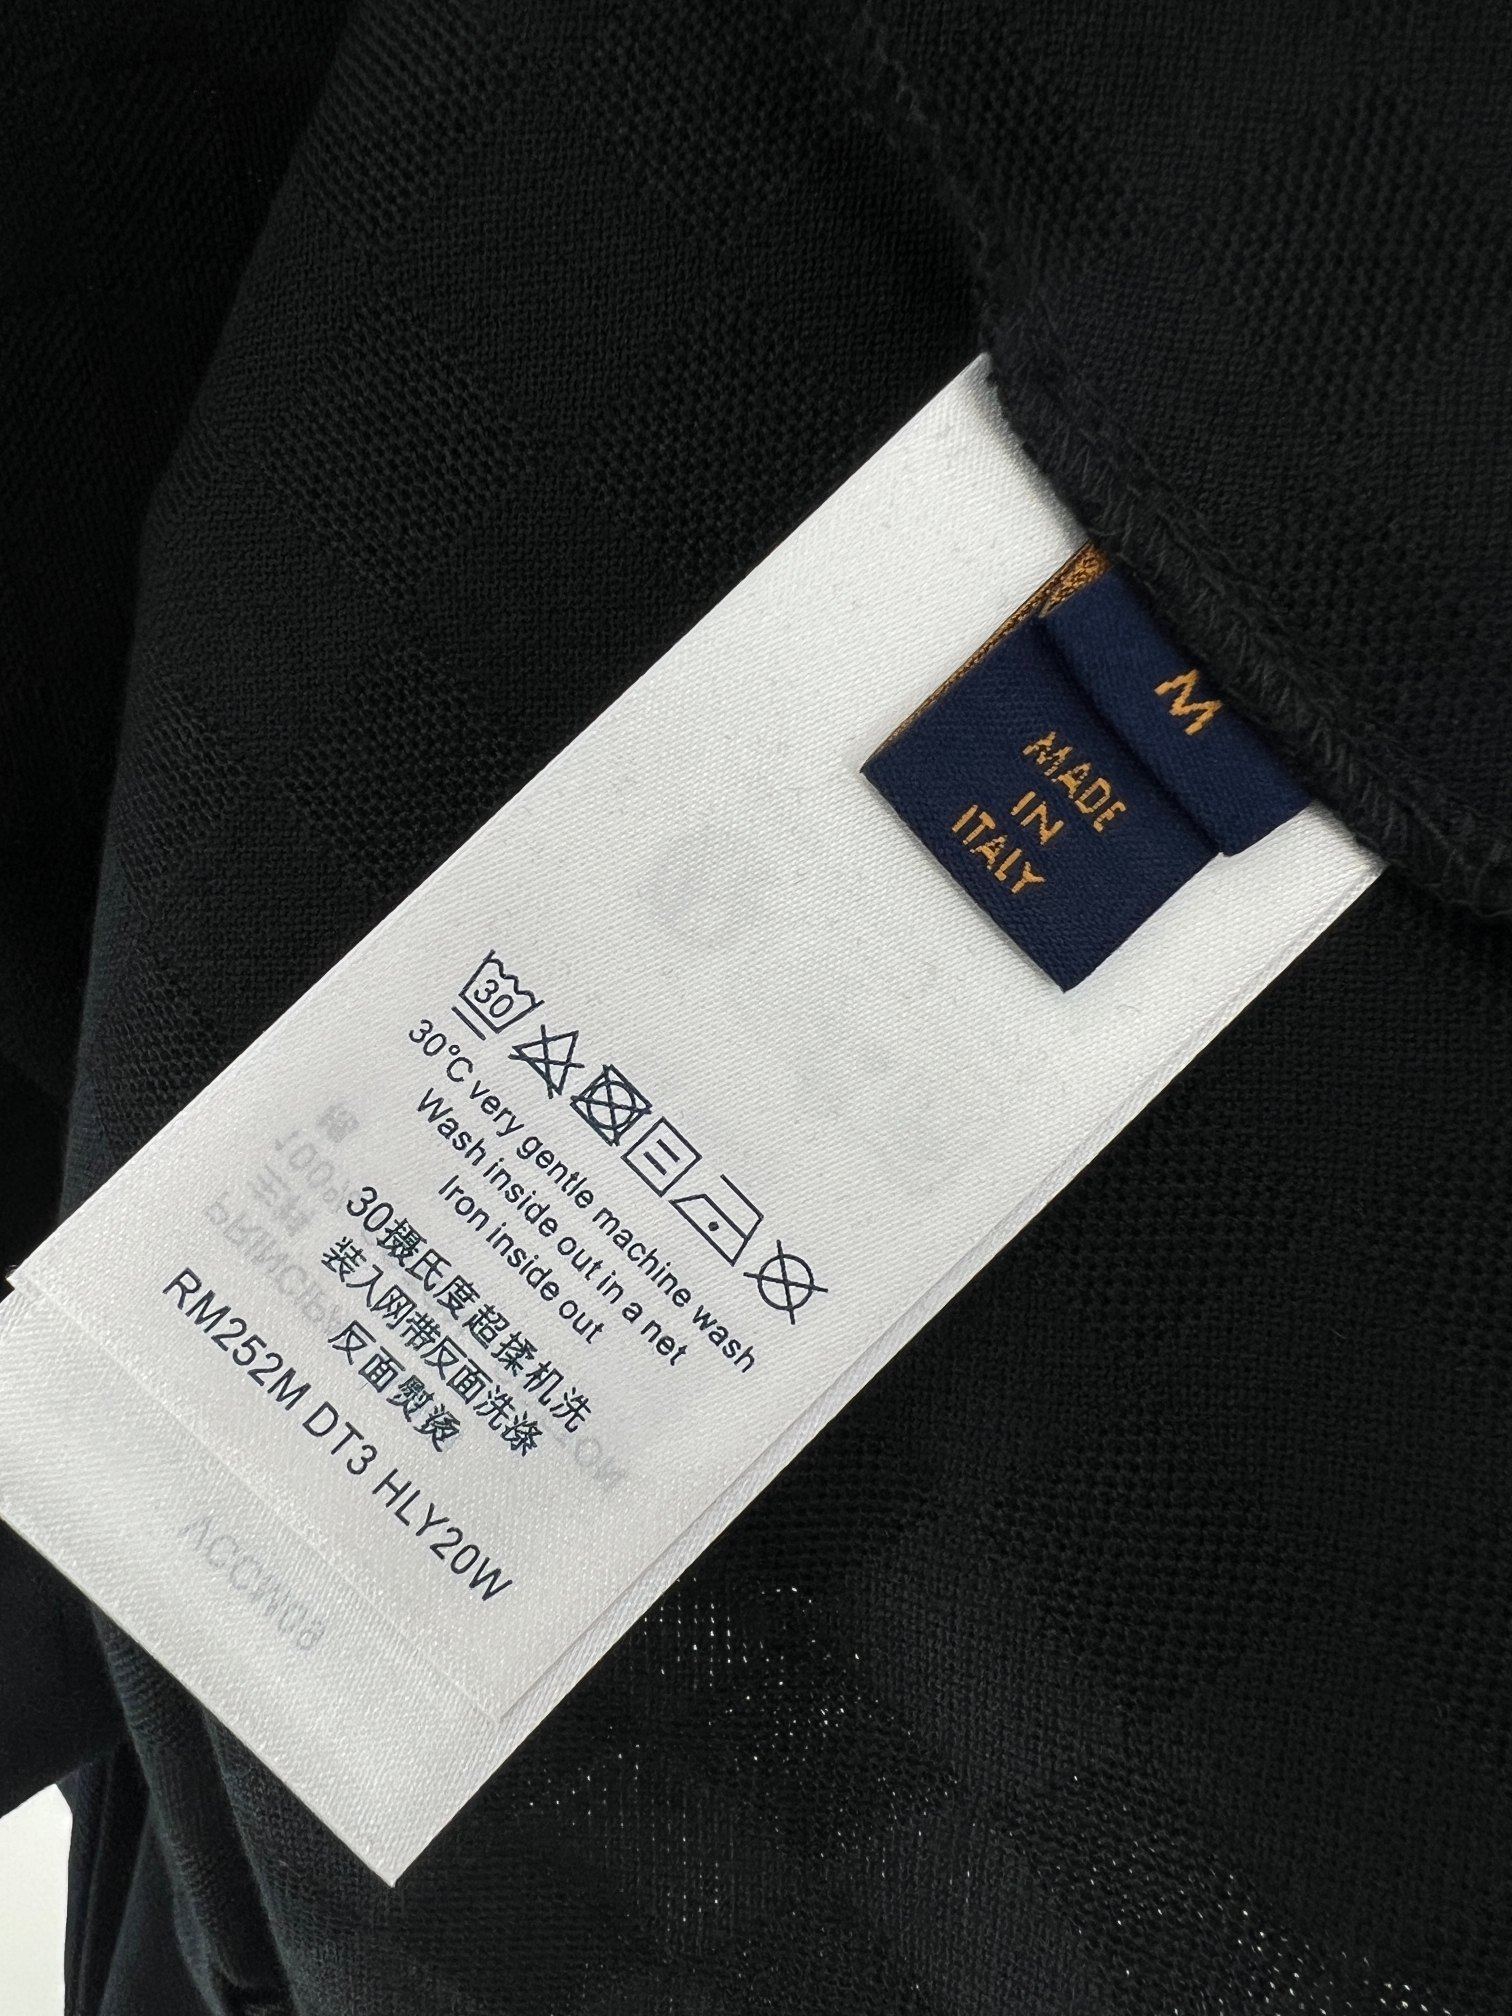 M
MADE
IN
ITALY
30
30°C very gentle machine wash
Wash inside out in a net
Iron inside out
30摄氏度超揉机洗
装入网带反面洗涤
反面熨烫
RM252M DT3 HLY20W